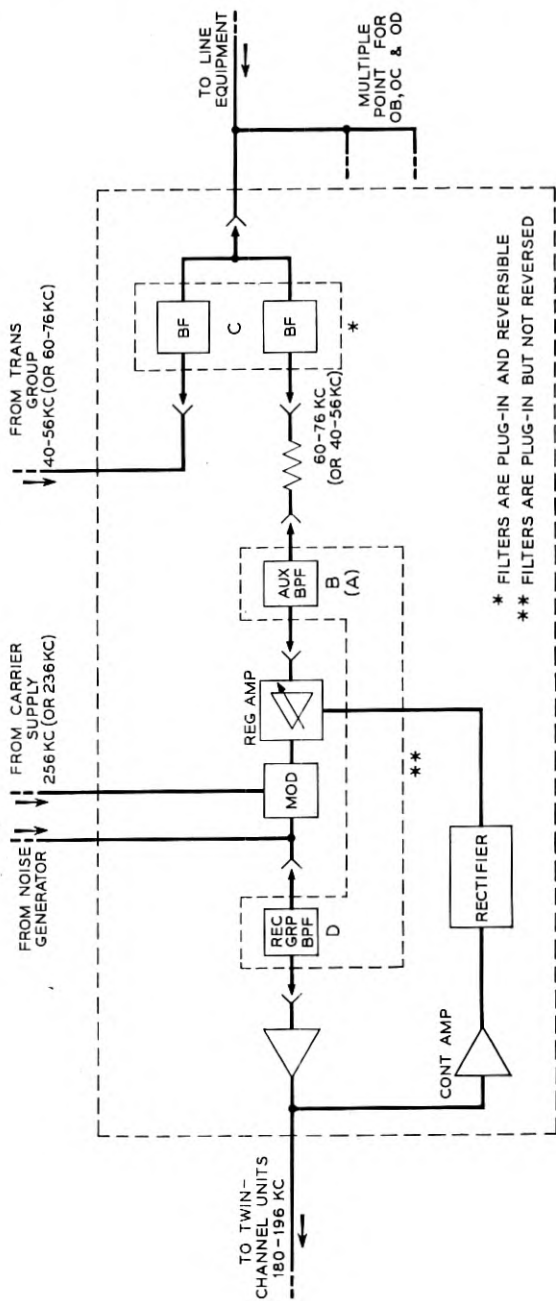 FROM TRANS
GROUP
40-56KC (OR 60-76KC)
FROM CARRIER
SUPPLY
256KC (OR 236KC)
FROM NOISE
GENERATOR
TO LINE
EQUIPMENT
MULTIPLE
POINT FOR
OB, OC & OD
BF
C
BF
*
60-76 KC
(OR 40-56KC)
AUX
BPF
B
(A)
REG AMP
MOD
**
REC
GRP
BPF
D
RECTIFIER
CONT AMP
TO TWIN-
CHANNEL UNITS
180-196 KC
* FILTERS ARE PLUG-IN AND REVERSIBLE
** FILTERS ARE PLUG-IN BUT NOT REVERSED